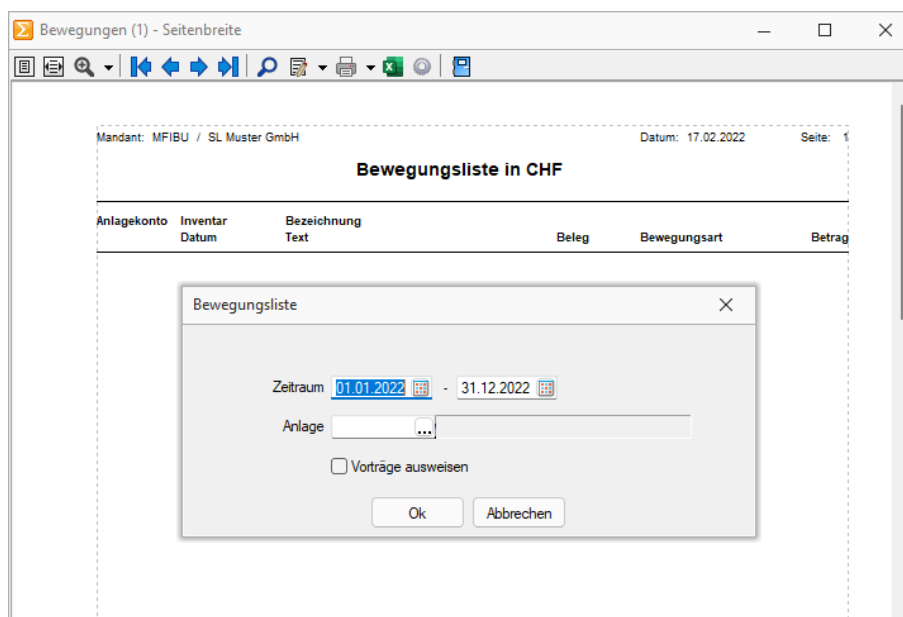 Bewegungen (1) - Seitenbreite
Mandant: MFIBU / SL Muster GmbH Datum: 17.02.2022 Seite: 1
Bewegungsliste in CHF
Anlagekonto Inventar Bezeichnung
Datum Text Beleg Bewegungsart Betrag
Bewegungsliste
Zeitraum 01.01.2022 - 31.12.2022
Anlage ...
Vorträge ausweisen
Ok Abbrechen